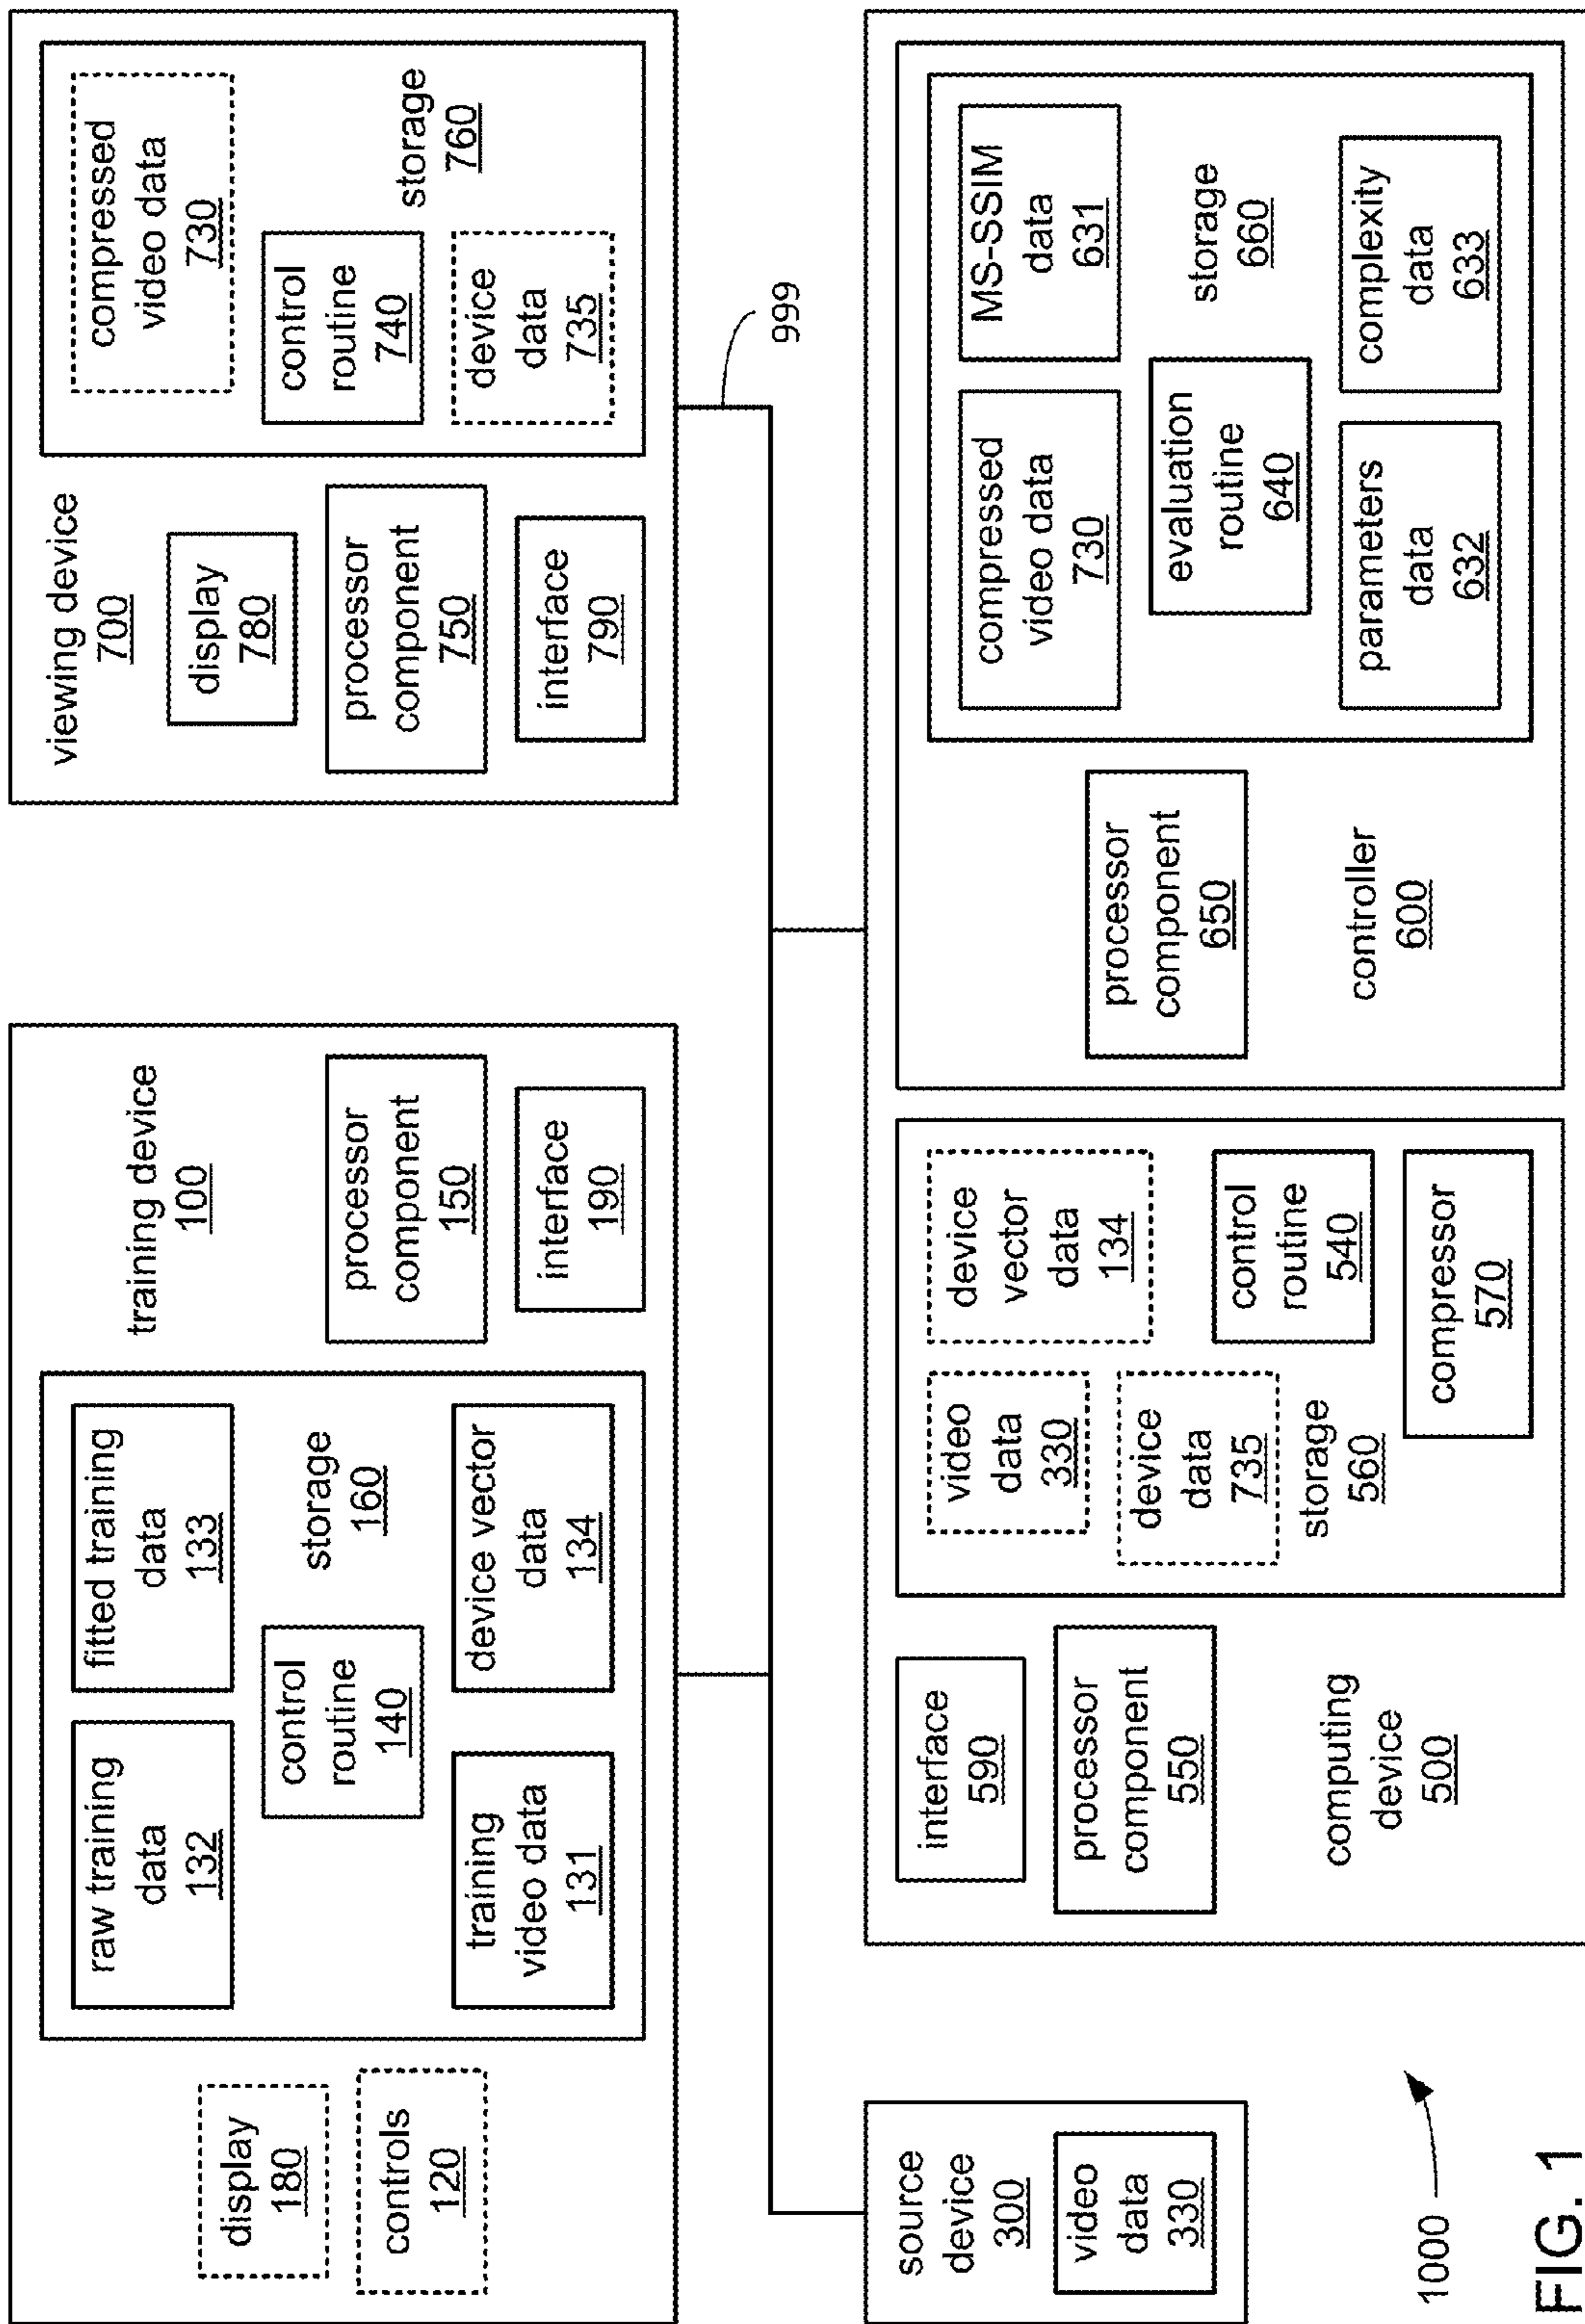 training device
100
display
180
controls
120
raw training
data
132
fitted training
data
133
control
routine
140
storage
160
training
video data
131
device vector
data
134
processor
component
150
interface
190
viewing device
700
display
780
processor
component
750
interface
790
compressed
video data
730
control
routine
740
storage
760
device
data
735
999
source
device
300
video
data
330
interface
590
processor
component
550
computing
device
500
video
data
330
device
vector
data
134
device
data
735
storage
560
control
routine
540
compressor
570
processor
component
650
controller
600
compressed
video data
730
MS-SSIM
data
631
evaluation
routine
640
storage
660
parameters
data
632
complexity
data
633
1000
FIG. 1